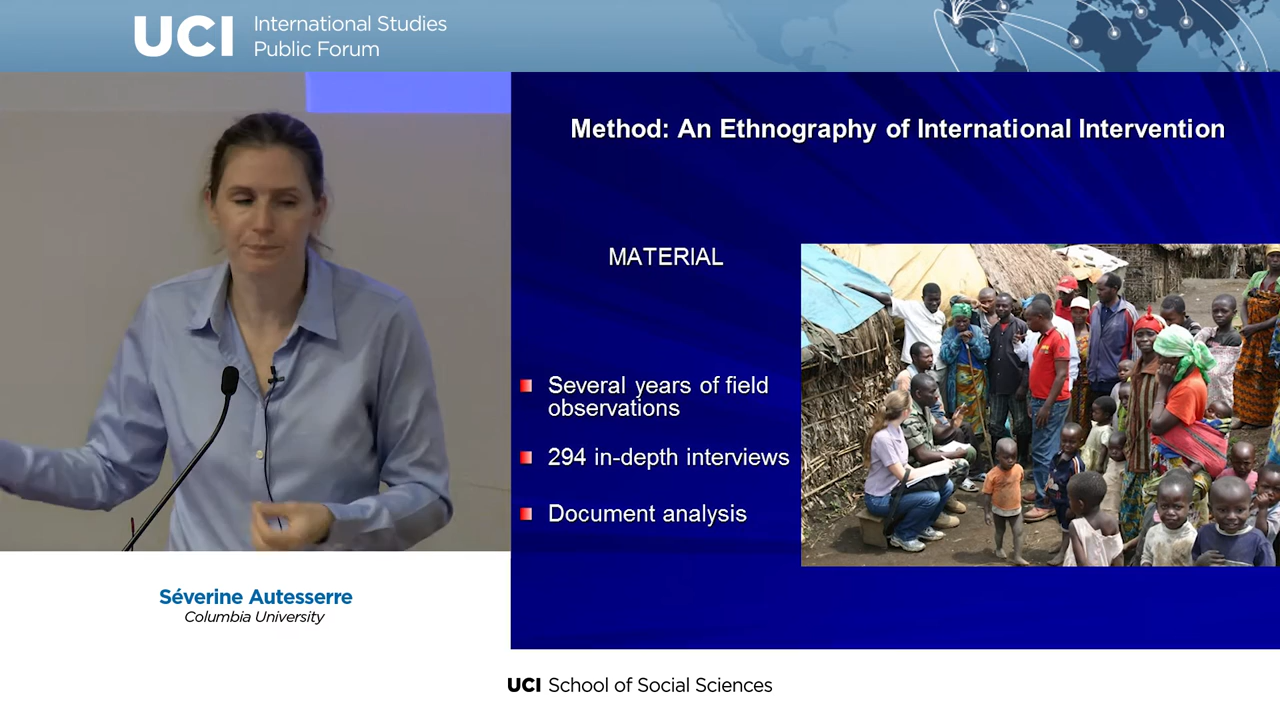 UCI International Studies
Public Forum
Method: An Ethnography of International Intervention
MATERIAL
Several years of field
observations
294 in-depth interviews
Document analysis
Séverine Autesserre
Columbia University
UCI School of Social Sciences